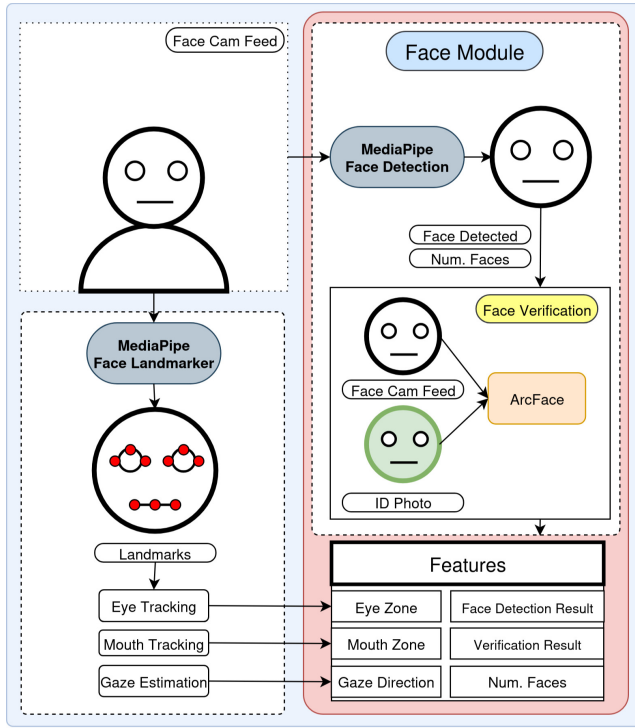 Face Cam Feed
Face Module
MediaPipe
Face Detection
Face Detected
Num. Faces
Face Verification
Face Cam Feed
ArcFace
ID Photo
MediaPipe
Face Landmarker
Landmarks
Eye Tracking
Mouth Tracking
Gaze Estimation
Features
Eye Zone
Face Detection Result
Mouth Zone
Verification Result
Gaze Direction
Num. Faces